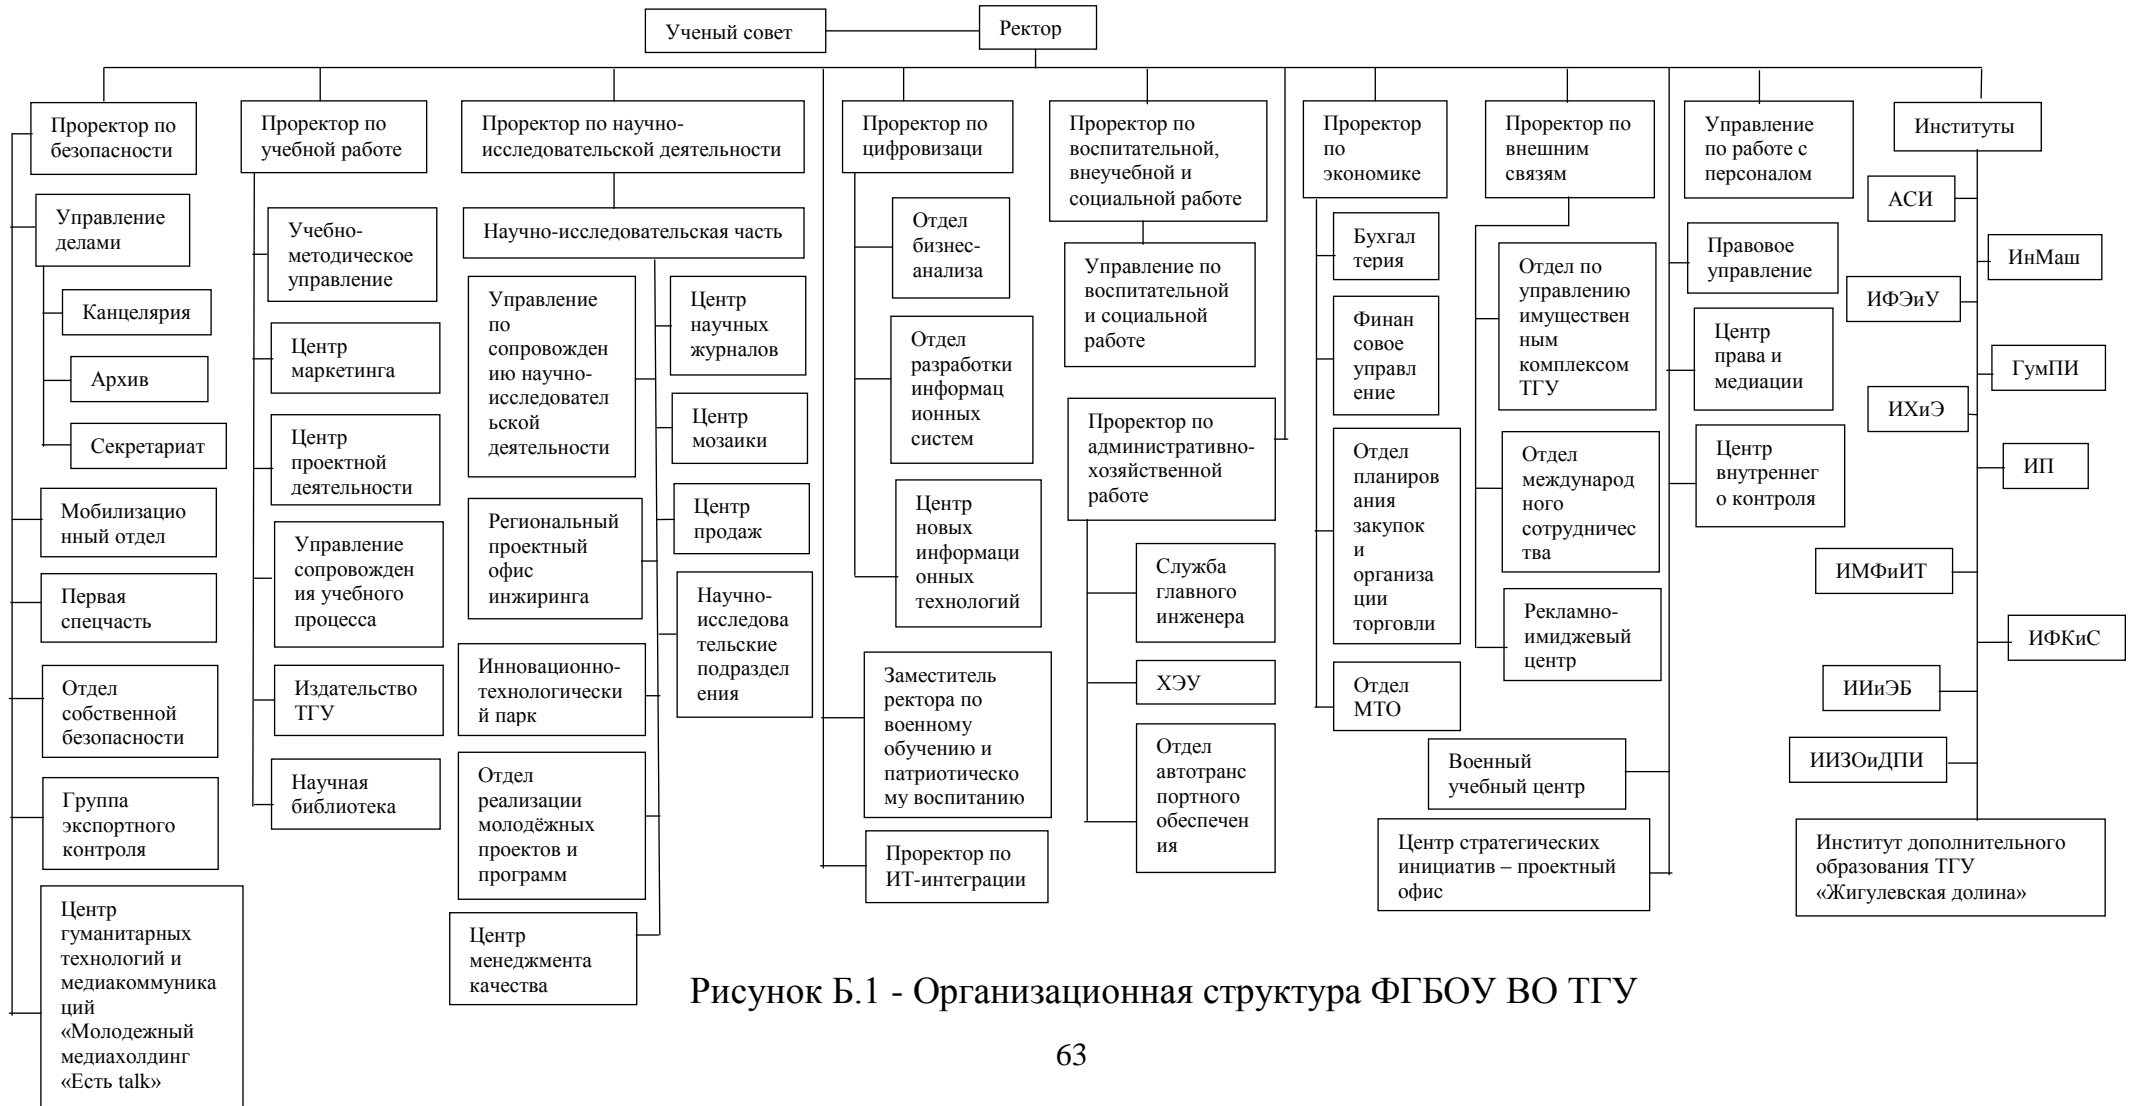 Ученый совет
Ректор
Проректор по
безопасности
Управление
делами
Канцелярия
Архив
Секретариат
Мобилизацио
нный отдел
Первая
спецчасть
Отдел
собственной
безопасности
Группа
экспортного
контроля
Центр
гуманитарных
технологий и
медиакоммуника
ций
«Молодежный
медиахолдинг
«Есть talk»
Проректор по
учебной работе
Учебно-
методическое
управление
Центр
маркетинга
Центр
проектной
деятельности
Управление
сопровожден
ия учебного
процесса
Издательство
ТГУ
Научная
библиотека
Проректор по научно-
исследовательской деятельности
Научно-исследовательская часть
Управление
по
сопровожден
ию научно-
исследовател
ьской
деятельности
Региональный
проектный
офис
инжиринга
Инновационно-
технологически
й парк
Отдел
реализации
молодёжных
проектов и
программ
Центр
менеджмента
качества
Центр
научных
журналов
Центр
мозаики
Центр
продаж
Научно-
исследова
тельские
подраздел
ения
Проректор по
цифровизаци
Отдел
бизнес-
анализа
Отдел
разработки
информац
ионных
систем
Центр
новых
информаци
онных
технологий
Заместитель
ректора по
военному
обучению и
патриотическо
му воспитанию
Проректор по
ИТ-интеграции
Проректор по
воспитательной,
внеучебной и
социальной работе
Управление по
воспитательной
и социальной
работе
Проректор по
административно-
хозяйственной
работе
Служба
главного
инженера
ХЭУ
Отдел
автотранс
портного
обеспечен
ия
Проректор
по
экономике
Бухгал
терия
Финан
совое
управл
ение
Отдел
планиров
ания
закупок
и
организа
ции
торговли
Отдел
МТО
Проректор по
внешним
связям
Отдел по
управлению
имуществен
ным
комплексом
ТГУ
Отдел
международ
ного
сотрудничес
тва
Рекламно-
имиджевый
центр
Военный
учебный центр
Центр стратегических
инициатив – проектный
офис
Управление
по работе с
персоналом
Правовое
управление
Центр
права и
медиации
Центр
внутреннег
о контроля
Институты
АСИ
ИнМаш
ИФЭиУ
ГумПИ
ИХиЭ
ИП
ИМФиИТ
ИФКиС
ИИиЭБ
ИИЗОиДПИ
Институт дополнительного
образования ТГУ
«Жигулевская долина»
Рисунок Б.1 - Организационная структура ФГБОУ ВО ТГУ
63